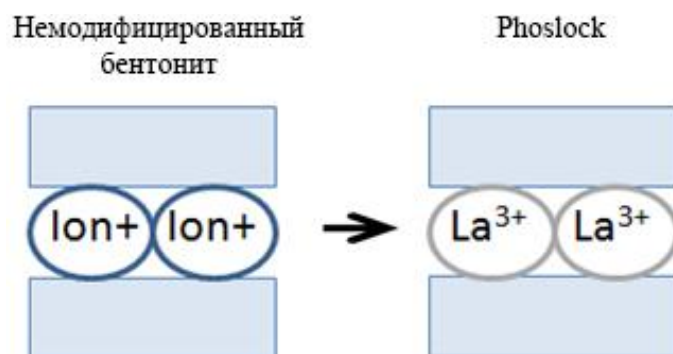 Немодифицированный
бентонит
Phoslock
Ion+ Ion+
La³⁺ La³⁺